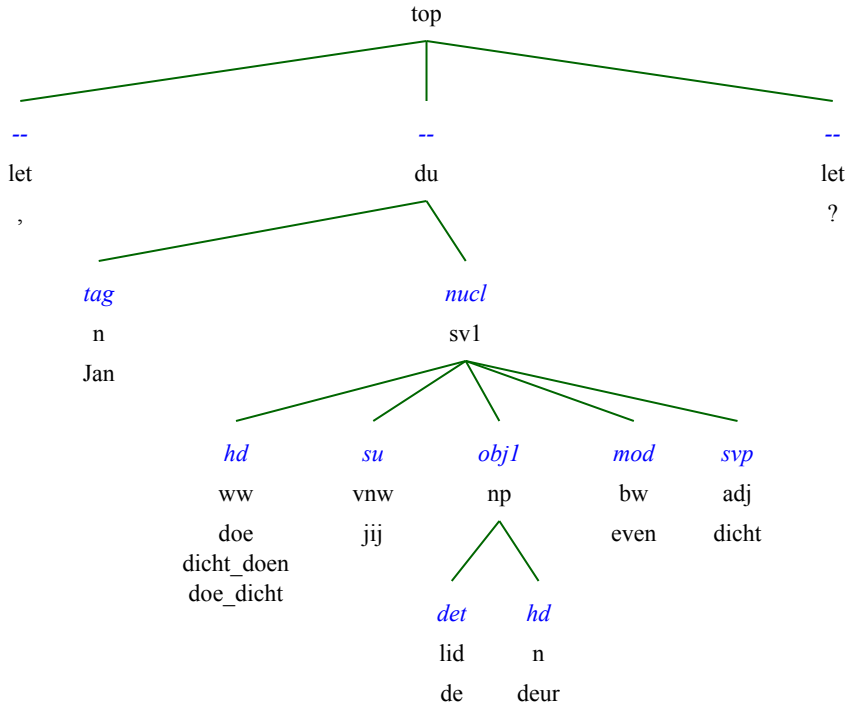 top
-- -- --
let du let
, ?
tag nucl
n sv1
Jan
hd su obj1 mod svp
ww vnw np bw adj
doe jij even dicht
dicht_doen
doe_dicht
det hd
lid n
de deur